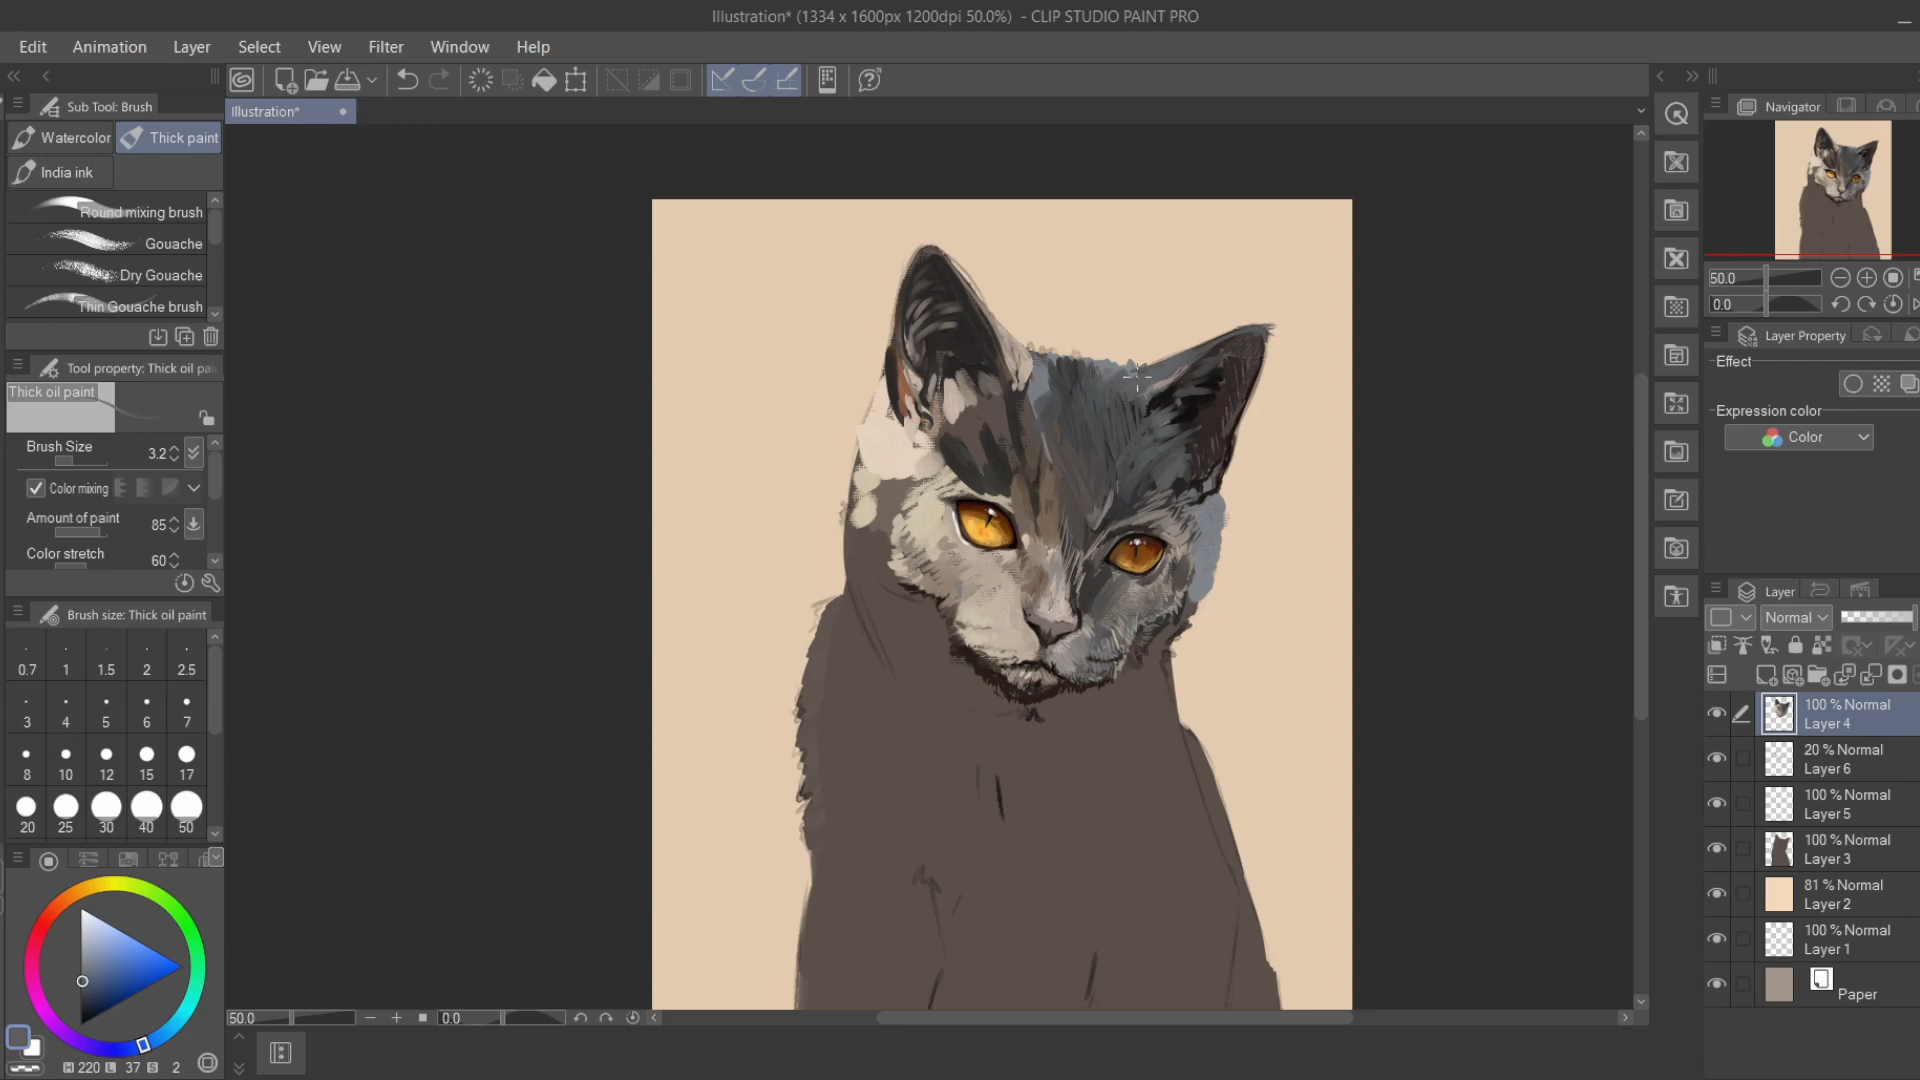 Illustration* (1334 x 1600px 1200dpi 50.0%) - CLIP STUDIO PAINT PRO
Edit Animation Layer Select View Filter Window Help
Sub Tool: Brush
Illustration*
Navigator
Watercolor Thick paint
India ink
Round mixing brush
Gouache
Dry Gouache
Thin Gouache brush
50.0
0.0
Layer Property
Effect
Expression color
Color
Tool property: Thick oil pai
Thick oil paint
Brush Size 3.2
Color mixing
Amount of paint 85
Color stretch 60
Brush size: Thick oil paint
0.7 1 1.5 2 2.5
3 4 5 6 7
8 10 12 15 17
20 25 30 40 50
Layer
Normal
100 % Normal
Layer 4
20 % Normal
Layer 6
100 % Normal
Layer 5
100 % Normal
Layer 3
81 % Normal
Layer 2
100 % Normal
Layer 1
Paper
50.0 0.0
H 220 L 37 S 2